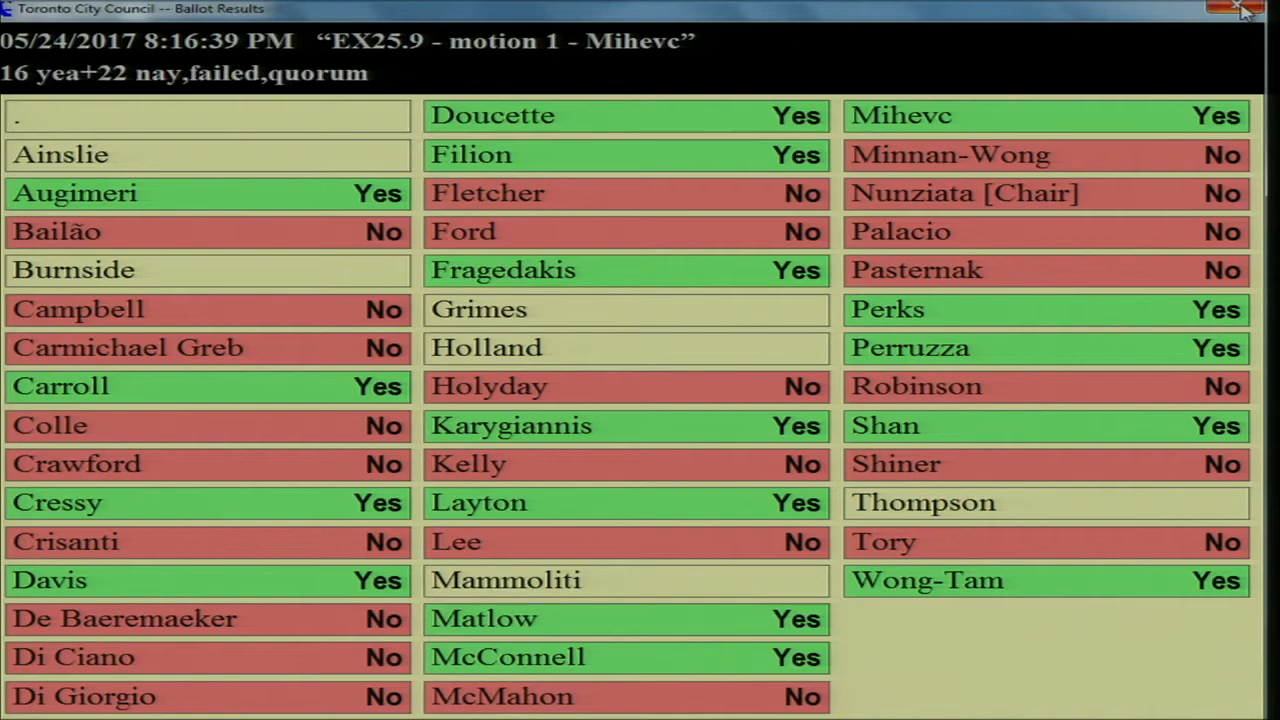 Toronto City Council -- Ballot Results
05/24/2017 8:16:39 PM “EX25.9 - motion 1 - Mihevc”
16 yea+22 nay,failed,quorum
.
Ainslie
Augimeri Yes
Bailão No
Burnside
Campbell No
Carmichael Greb No
Carroll Yes
Colle No
Crawford No
Cressy Yes
Crisanti No
Davis Yes
De Baeremaeker No
Di Ciano No
Di Giorgio No
Doucette Yes
Filion Yes
Fletcher No
Ford No
Fragedakis Yes
Grimes
Holland
Holyday No
Karygiannis Yes
Kelly No
Layton Yes
Lee No
Mammoliti
Matlow Yes
McConnell Yes
McMahon No
Mihevc Yes
Minnan-Wong No
Nunziata [Chair] No
Palacio No
Pasternak No
Perks Yes
Perruzza Yes
Robinson No
Shan Yes
Shiner No
Thompson
Tory No
Wong-Tam Yes